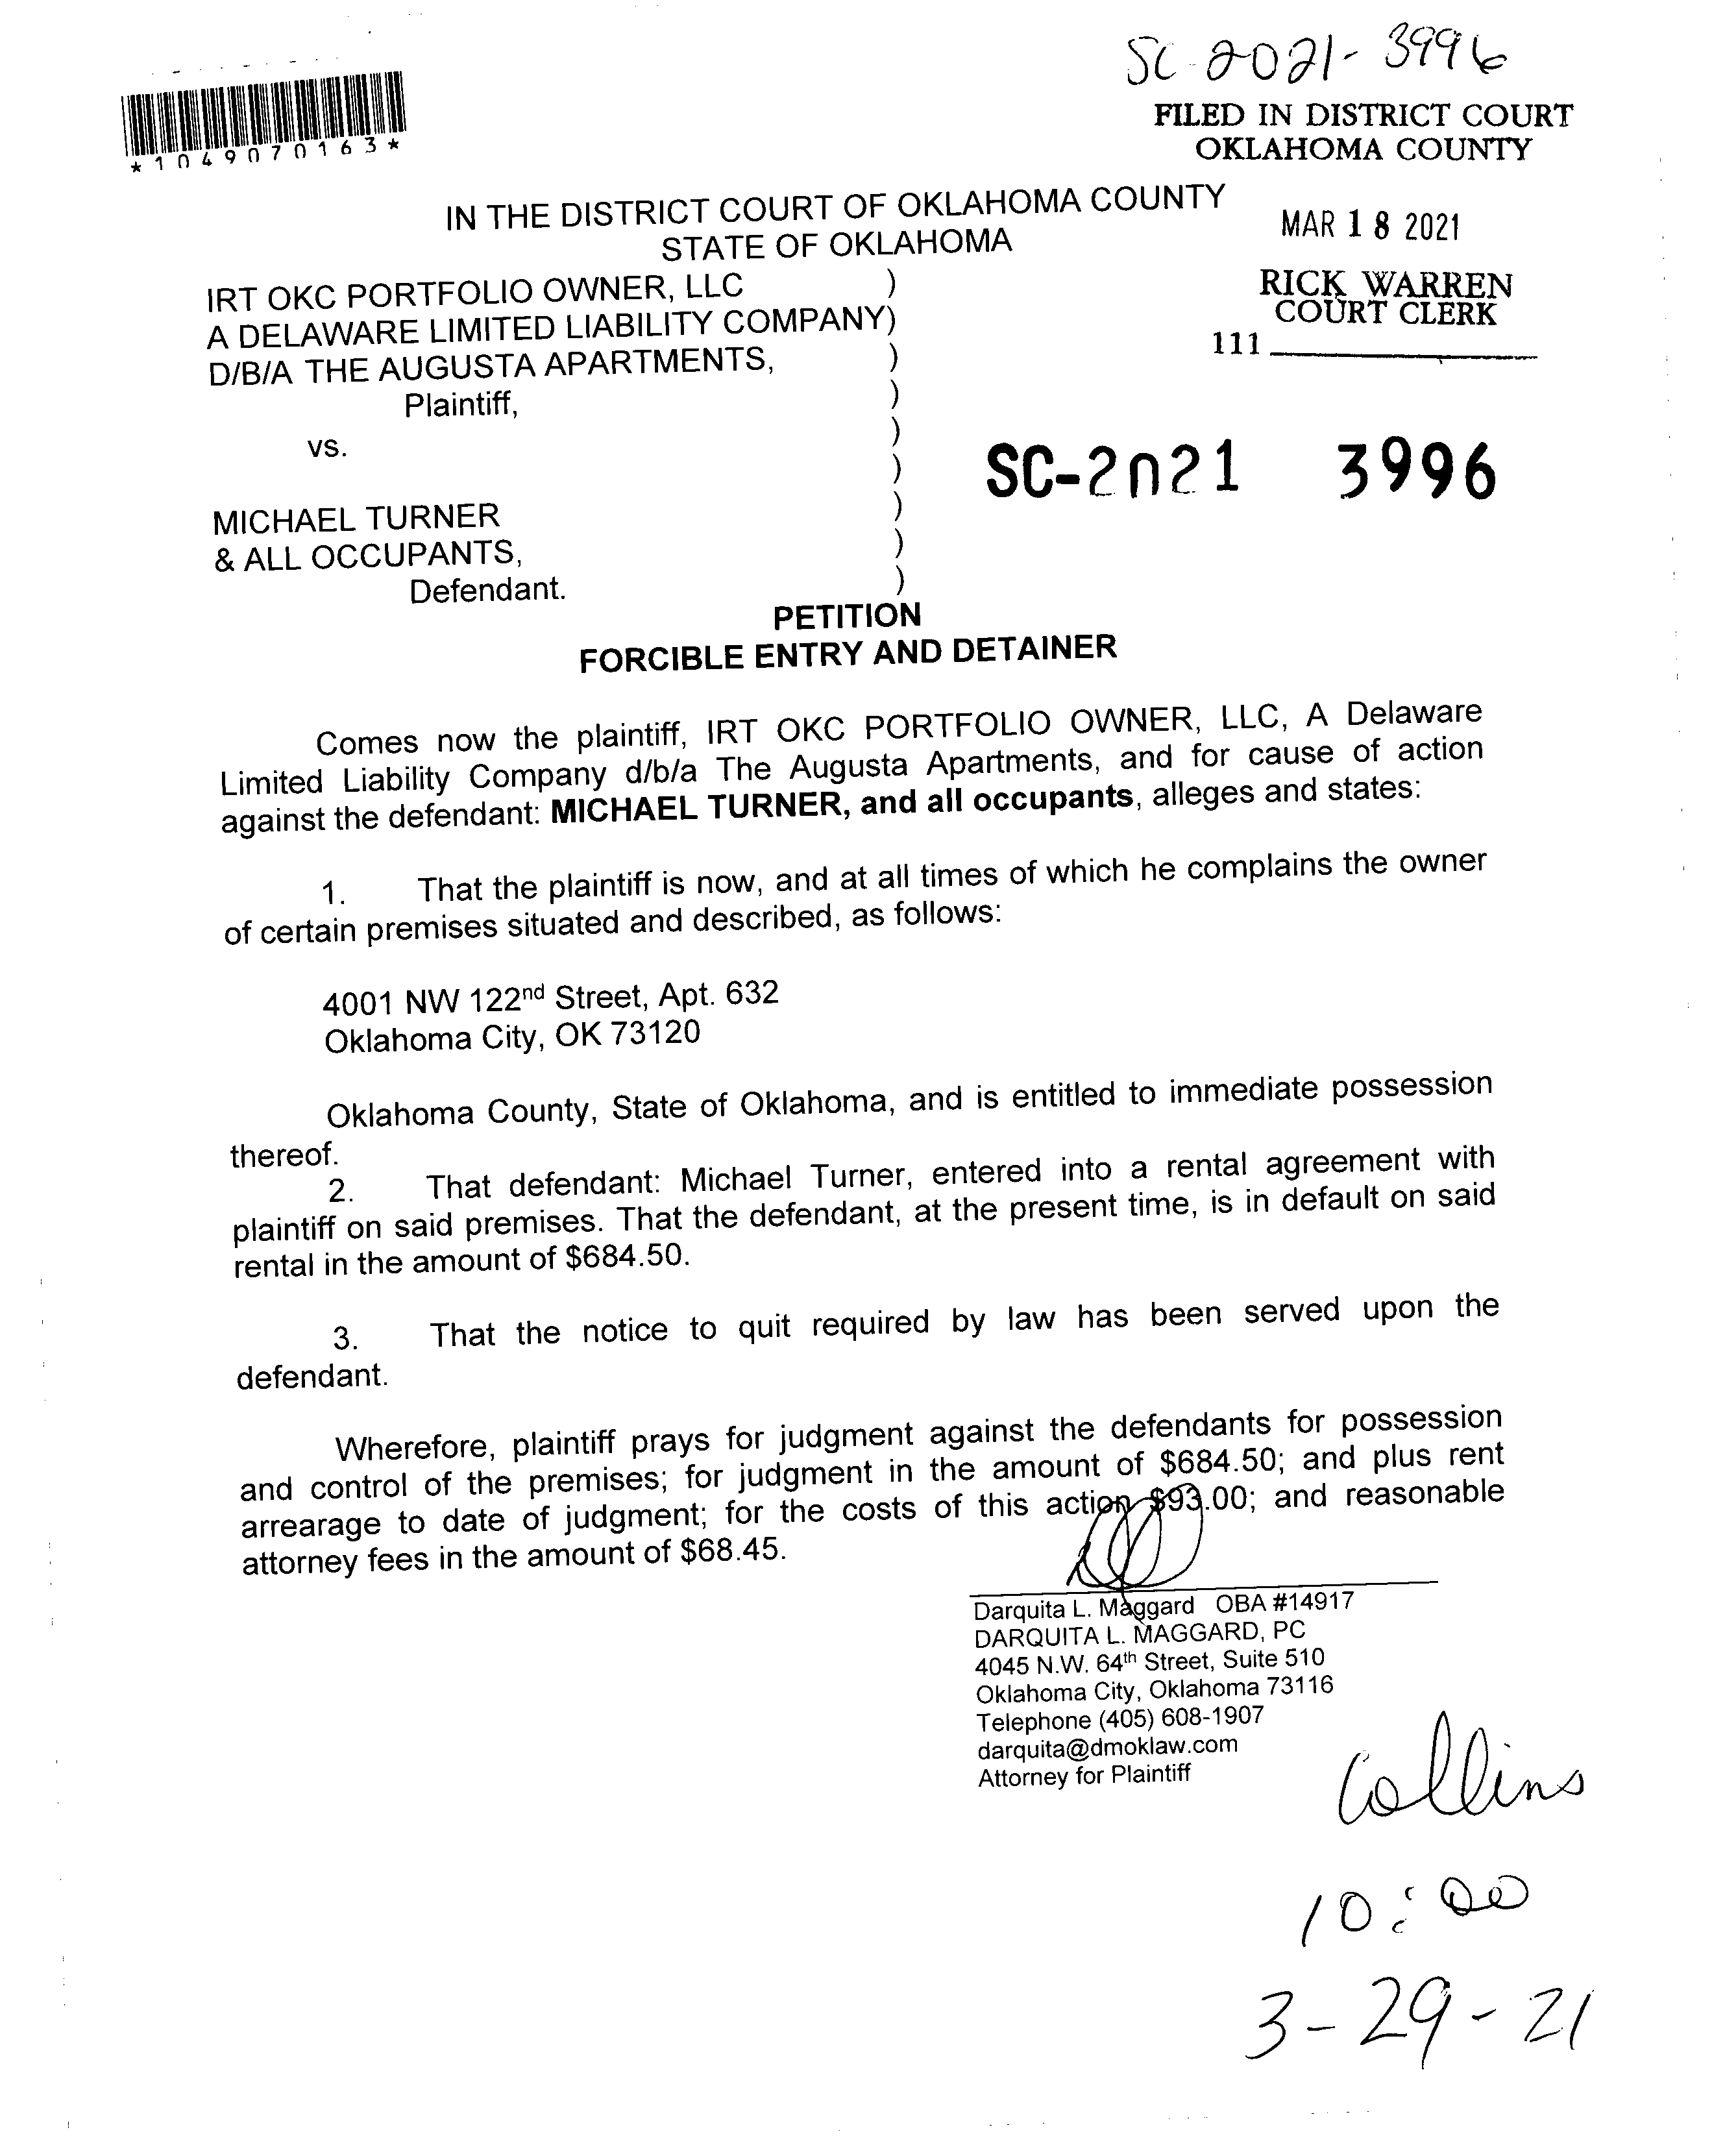 SC-2021-3996
FILED IN DISTRICT COURT
OKLAHOMA COUNTY
*1049070163*
MAR 18 2021
RICK WARREN
COURT CLERK
111
IN THE DISTRICT COURT OF OKLAHOMA COUNTY
STATE OF OKLAHOMA
IRT OKC PORTFOLIO OWNER, LLC )
A DELAWARE LIMITED LIABILITY COMPANY)
D/B/A THE AUGUSTA APARTMENTS, )
Plaintiff, )
)
vs. )
SC-2021 3996
MICHAEL TURNER )
& ALL OCCUPANTS, )
Defendant. )
PETITION
FORCIBLE ENTRY AND DETAINER
Comes now the plaintiff, IRT OKC PORTFOLIO OWNER, LLC, A Delaware
Limited Liability Company d/b/a The Augusta Apartments, and for cause of action
against the defendant: MICHAEL TURNER, and all occupants, alleges and states:
1. That the plaintiff is now, and at all times of which he complains the owner
of certain premises situated and described, as follows:
4001 NW 122nd Street, Apt. 632
Oklahoma City, OK 73120
Oklahoma County, State of Oklahoma, and is entitled to immediate possession
thereof.
2. That defendant: Michael Turner, entered into a rental agreement with
plaintiff on said premises. That the defendant, at the present time, is in default on said
rental in the amount of $684.50.
3. That the notice to quit required by law has been served upon the
defendant.
Wherefore, plaintiff prays for judgment against the defendants for possession
and control of the premises; for judgment in the amount of $684.50; and plus rent
arrearage to date of judgment; for the costs of this action $93.00; and reasonable
attorney fees in the amount of $68.45.
Darquita L. Maggard OBA #14917
DARQUITA L. MAGGARD, PC
4045 N.W. 64th Street, Suite 510
Oklahoma City, Oklahoma 73116
Telephone (405) 608-1907
darquita@dmoklaw.com
Attorney for Plaintiff
Collins
10:00
3-29-21